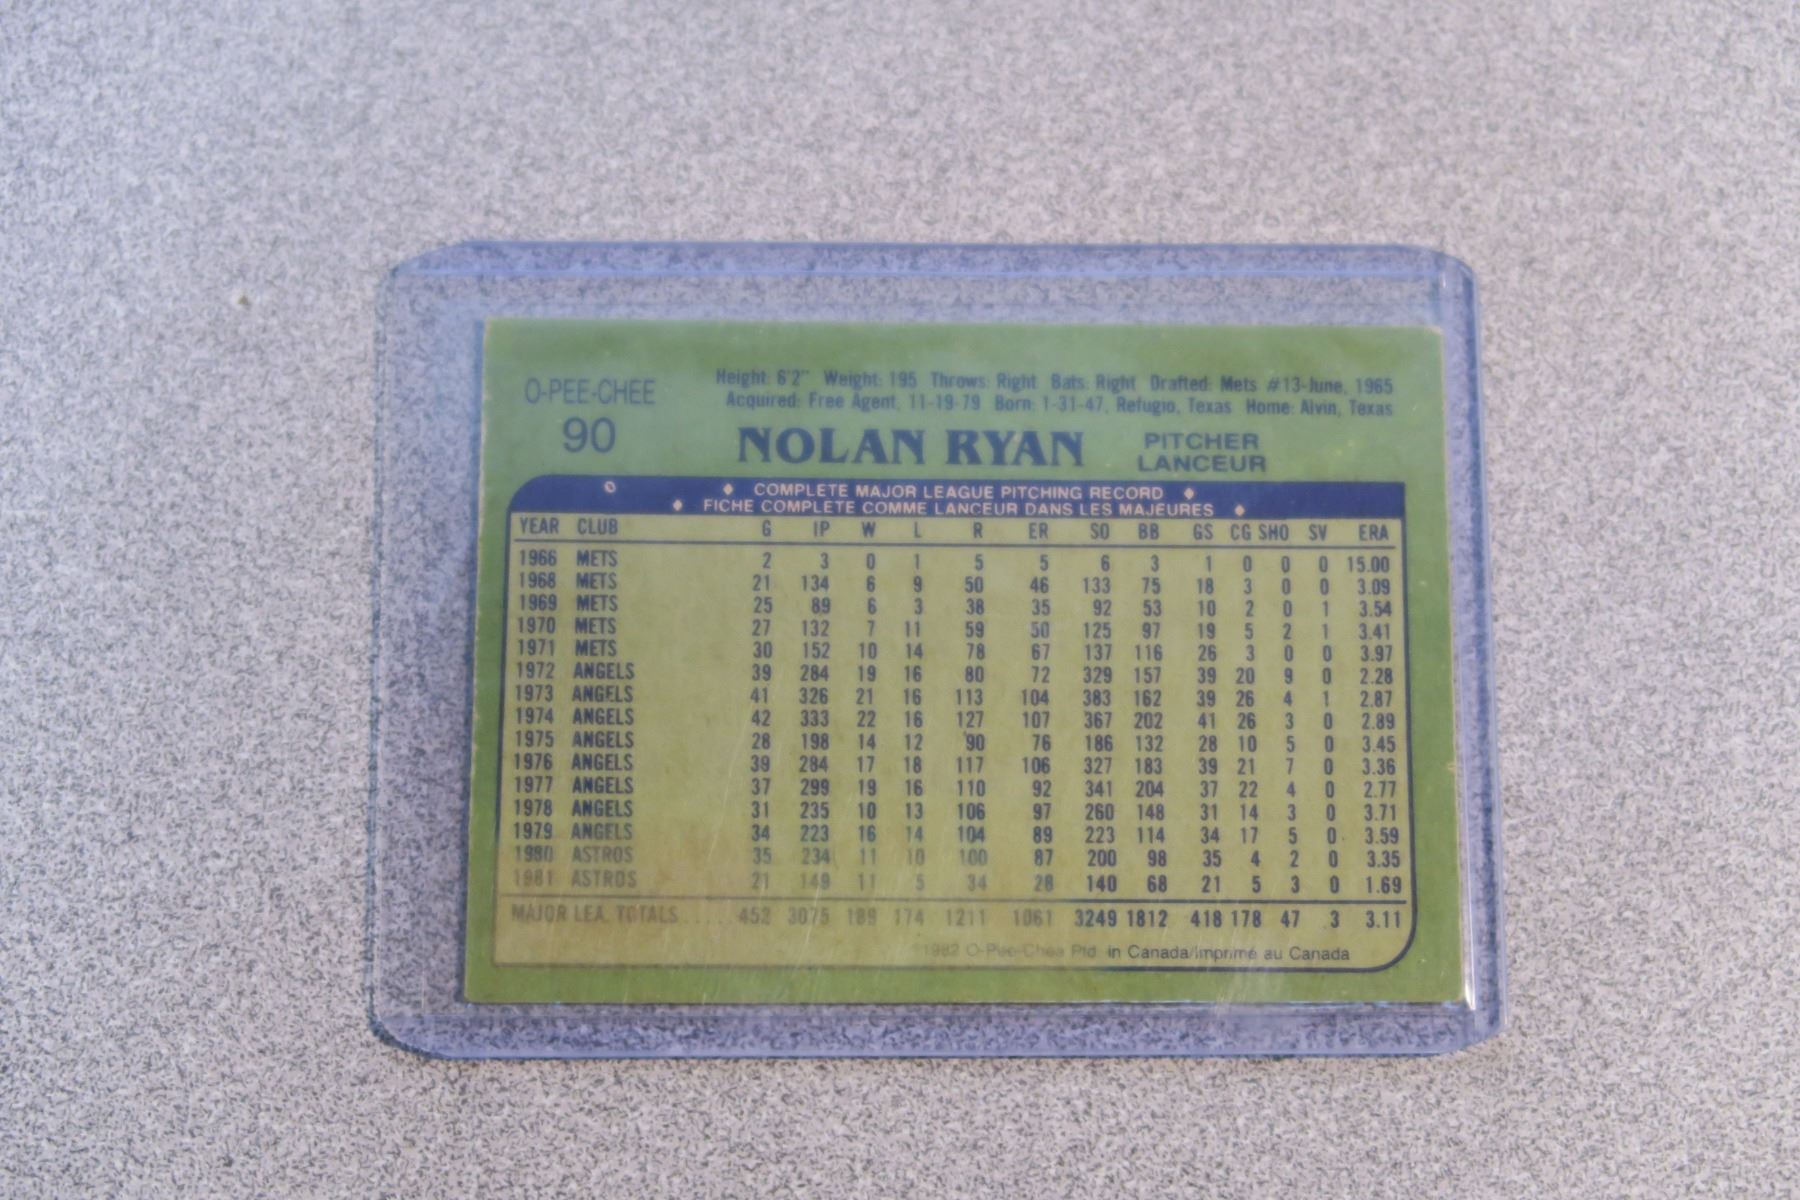 O-PEE-CHEE
90
Height: 6'2" Weight: 195 Throws: Right Bats: Right Drafted: Mets #13-June, 1965
Acquired: Free Agent, 11-19-79 Born: 1-31-47, Refugio, Texas Home: Alvin, Texas
NOLAN RYAN
PITCHER
LANCEUR
COMPLETE MAJOR LEAGUE PITCHING RECORD
FICHE COMPLETE COMME LANCEUR DANS LES MAJEURES
YEAR CLUB G IP W L R ER SO BB GS CG SHO SV ERA
1966 METS 2 3 0 1 5 5 6 3 1 0 0 0 15.00
1968 METS 21 134 6 9 50 46 133 75 18 3 0 0 3.09
1969 METS 25 89 6 3 38 35 92 53 10 2 0 1 3.54
1970 METS 27 132 7 11 59 50 125 97 19 5 2 1 3.41
1971 METS 30 152 10 14 78 67 137 116 26 3 0 0 3.97
1972 ANGELS 39 284 19 16 80 72 329 157 39 20 9 0 2.28
1973 ANGELS 41 326 21 16 113 104 383 162 39 26 4 1 2.87
1974 ANGELS 42 333 22 16 127 107 367 202 41 26 3 0 2.89
1975 ANGELS 28 198 14 12 90 76 186 132 28 10 5 0 3.45
1976 ANGELS 39 284 17 18 117 106 327 183 39 21 7 0 3.36
1977 ANGELS 37 299 19 16 110 92 341 204 37 22 4 0 2.77
1978 ANGELS 31 235 10 13 106 97 260 148 31 14 3 0 3.71
1979 ANGELS 34 223 16 14 104 89 223 114 34 17 5 0 3.59
1980 ASTROS 35 234 11 10 100 87 200 98 35 4 2 0 3.35
1981 ASTROS 21 149 11 5 34 28 140 68 21 5 3 0 1.69
MAJOR LEA. TOTALS..... 452 3075 189 174 1211 1061 3249 1812 418 178 47 3 3.11
©1982 O-Pee-Chee Ptd. in Canada/Imprimé au Canada